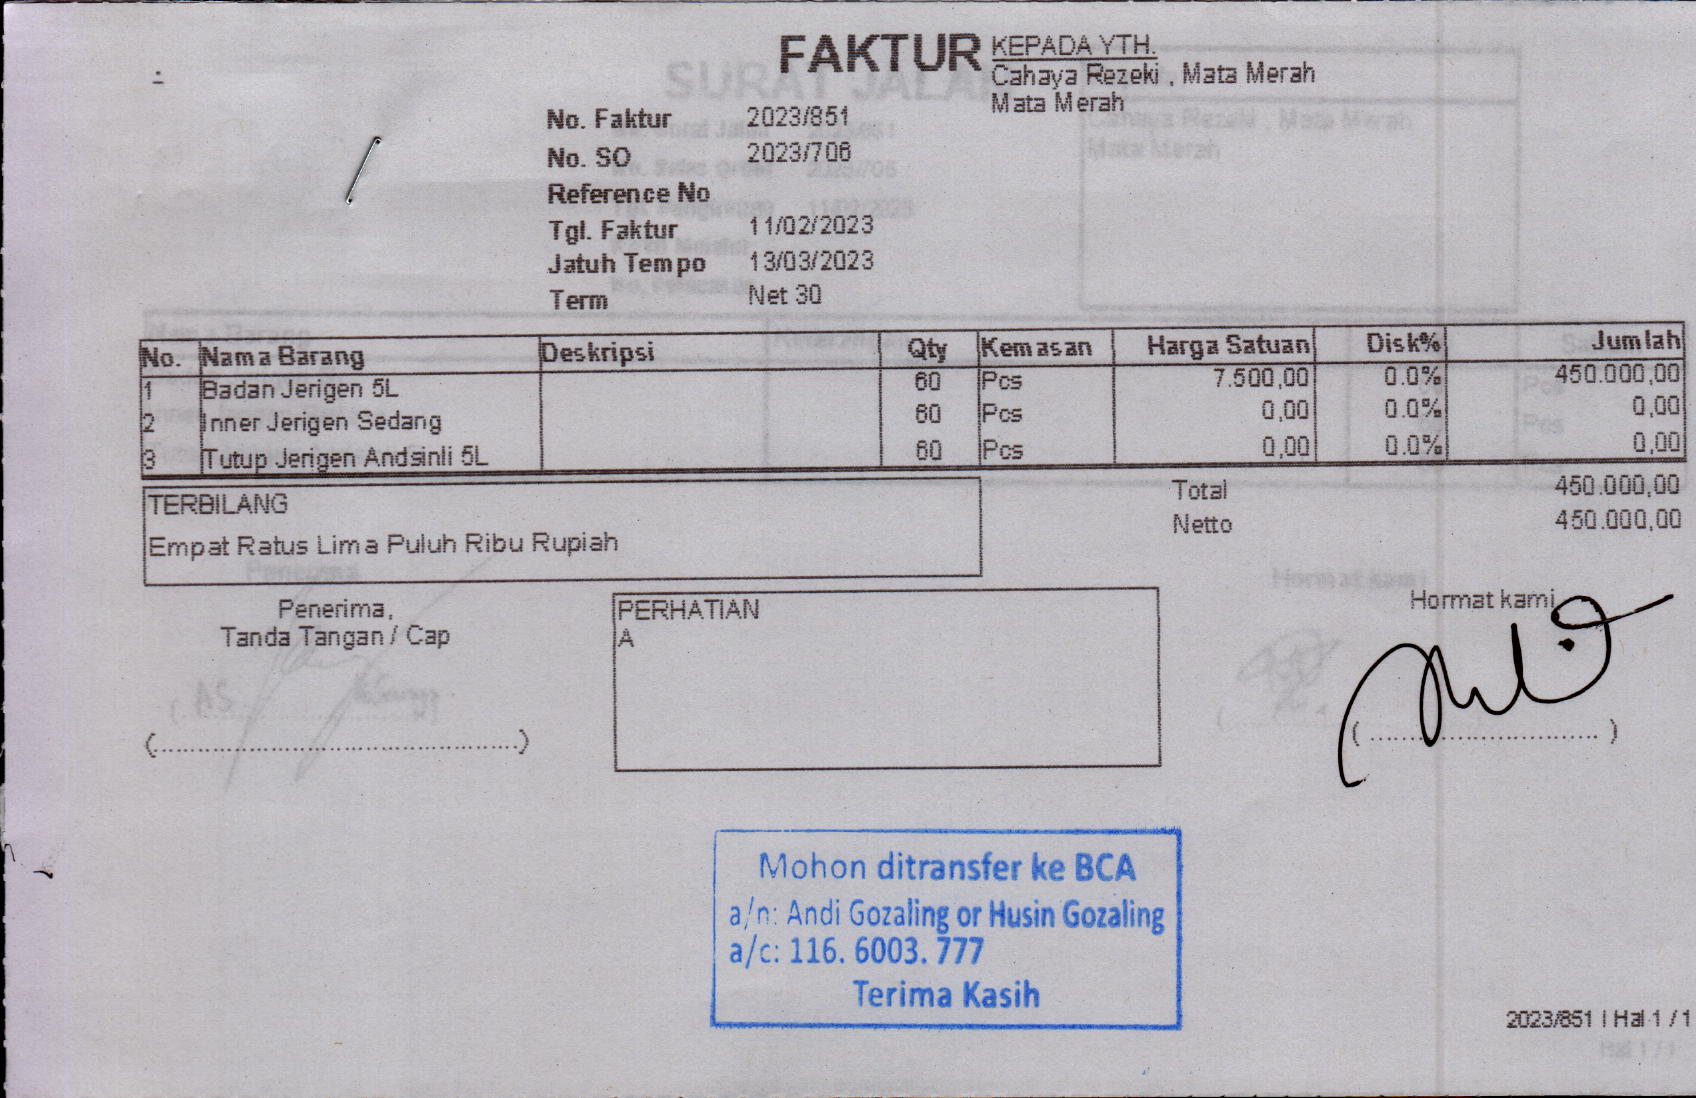 FAKTUR
KEPADA YTH.
Cahaya Rezeki , Mata Merah
Mata Merah
No. Faktur 2023/851
No. SO 2023/706
Reference No
Tgl. Faktur 11/02/2023
Jatuh Tempo 13/03/2023
Term Net 30
No. Nama Barang Deskripsi Qty Kemasan Harga Satuan Disk% Jumlah
1 Badan Jerigen 5L 60 Pcs 7.500,00 0.0% 450.000,00
2 Inner Jerigen Sedang 60 Pcs 0,00 0.0% 0,00
3 Tutup Jerigen Andsinli 5L 60 Pcs 0,00 0.0% 0,00
Total 450.000,00
Netto 450.000,00
TERBILANG
Empat Ratus Lima Puluh Ribu Rupiah
Penerima,
Tanda Tangan / Cap
(...........................................)
PERHATIAN
A
Hormat kami
( ........................... )
Mohon ditransfer ke BCA
a/n: Andi Gozaling or Husin Gozaling
a/c: 116. 6003. 777
Terima Kasih
2023/851 | Hal 1 / 1